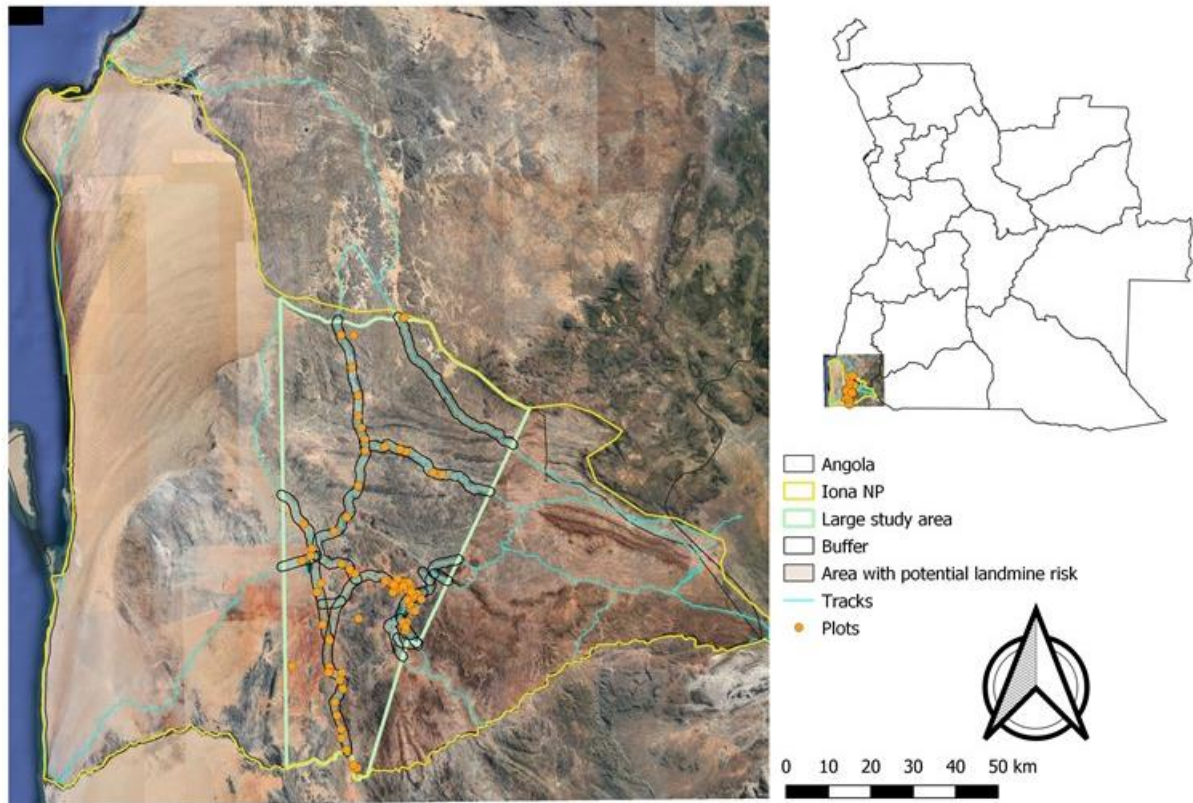 Angola
Iona NP
Large study area
Buffer
Area with potential landmine risk
Tracks
Plots
0 10 20 30 40 50 km